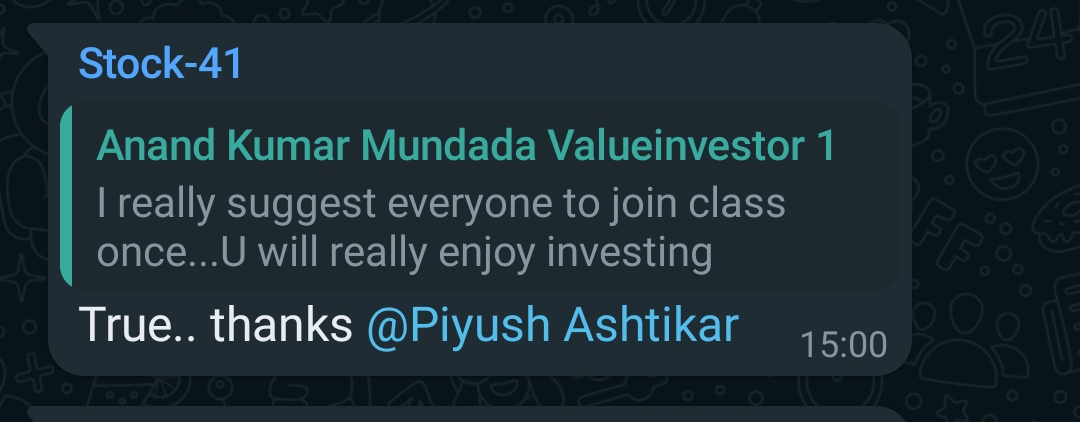 Stock-41
Anand Kumar Mundada Valueinvestor 1
I really suggest everyone to join class
once...U will really enjoy investing
True.. thanks @Piyush Ashtikar
15:00